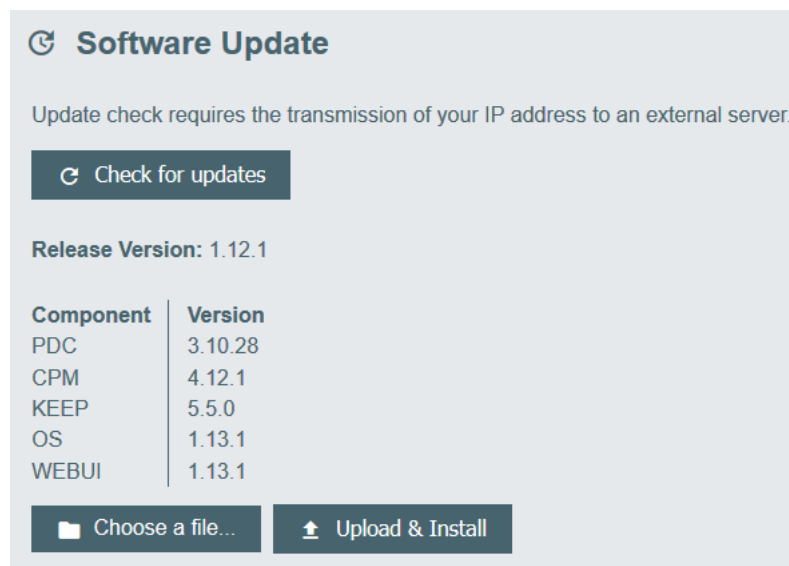 Software Update
Update check requires the transmission of your IP address to an external server.
Check for updates
Release Version: 1.12.1
Component Version
PDC 3.10.28
CPM 4.12.1
KEEP 5.5.0
OS 1.13.1
WEBUI 1.13.1
Choose a file... Upload & Install